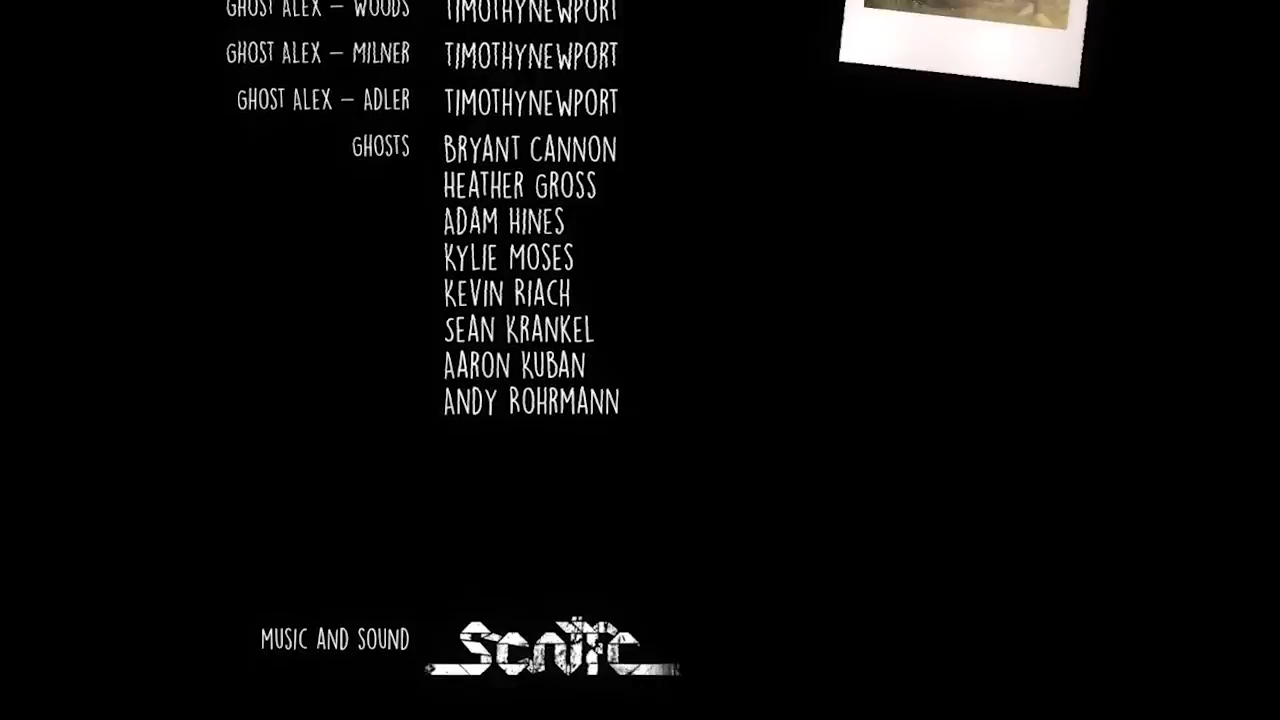 GHOST ALEX – WOODS TIMOTHYNEWPORT
GHOST ALEX – MILNER TIMOTHYNEWPORT
GHOST ALEX – ADLER TIMOTHYNEWPORT
GHOSTS BRYANT CANNON
HEATHER GROSS
ADAM HINES
KYLIE MOSES
KEVIN RIACH
SEAN KRANKEL
AARON KUBAN
ANDY ROHRMANN
MUSIC AND SOUND scntfc